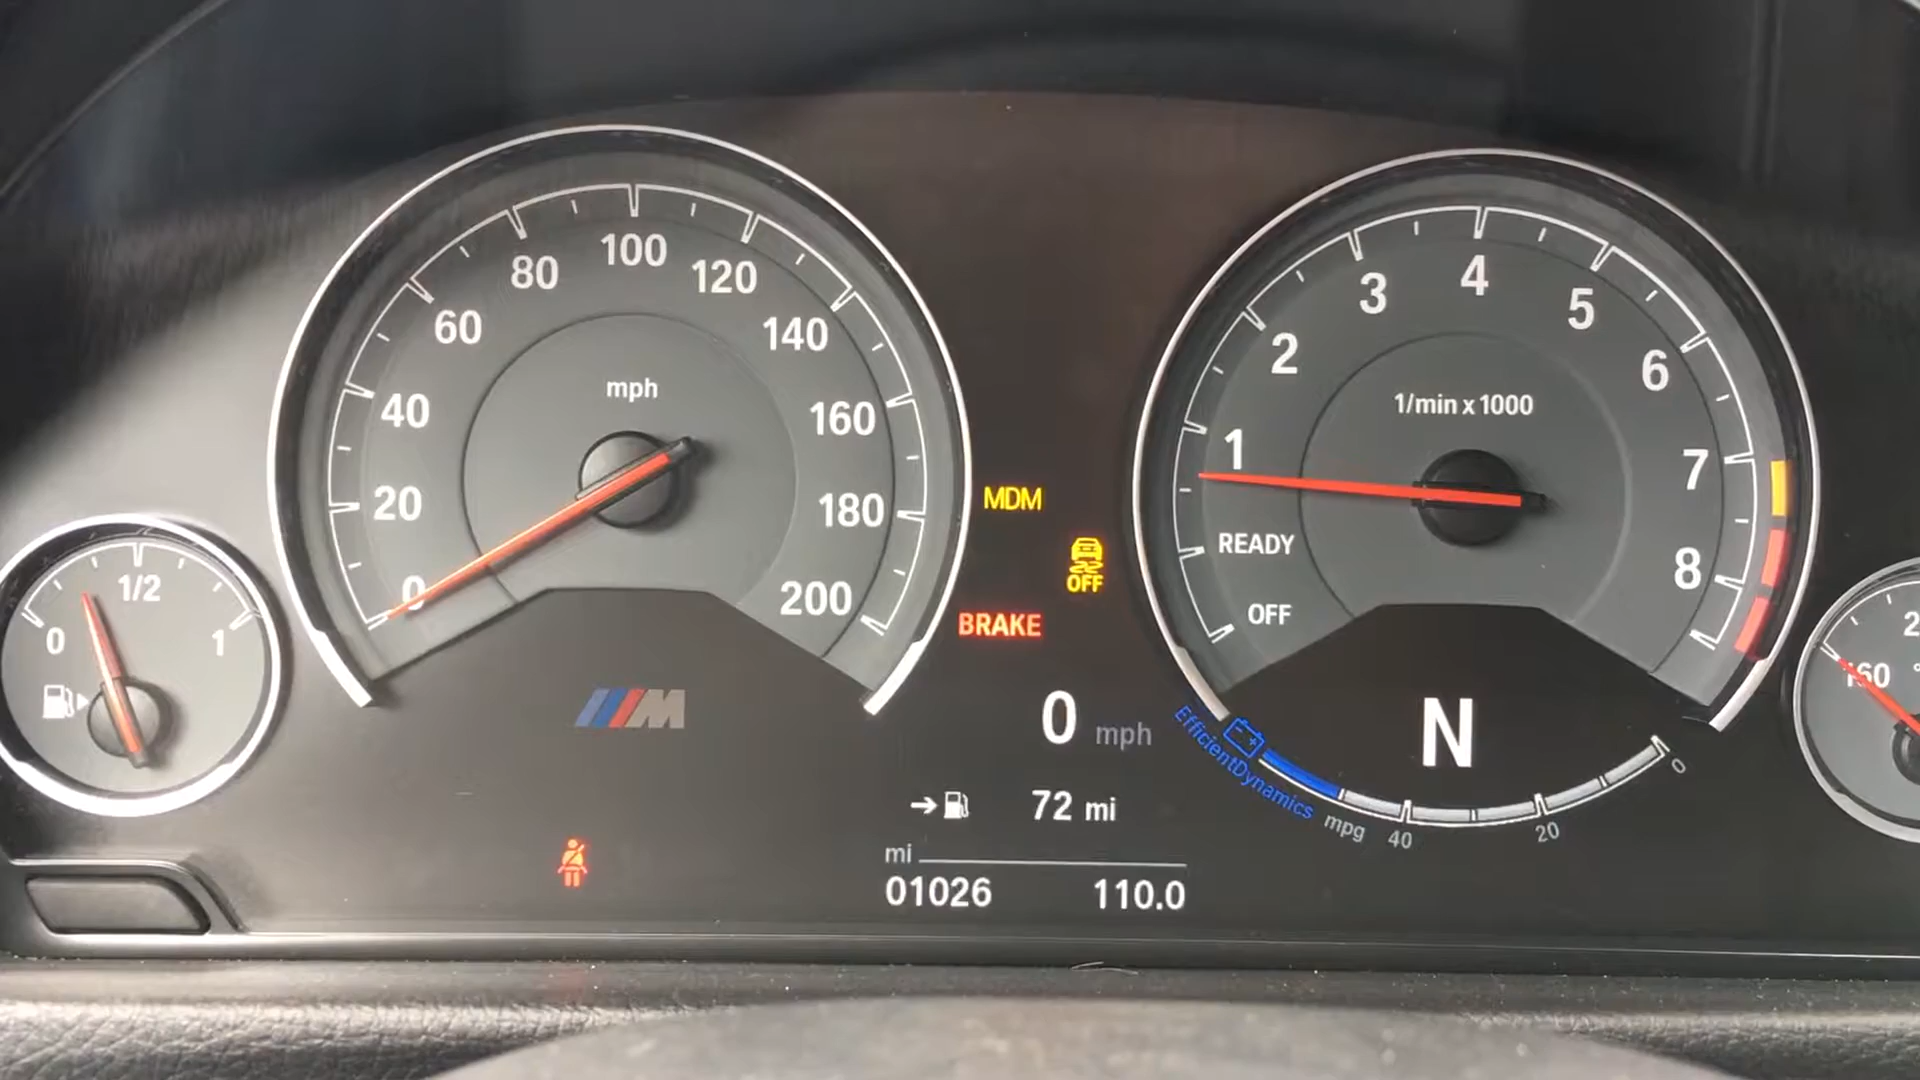 0
20
40
60
80
100
120
140
160
180
200
mph
0
1/2
1
MDM
OFF
BRAKE
M
0 mph
→ 72 mi
mi
01026 110.0
OFF
READY
1
2
3
4
5
6
7
8
1/min x 1000
N
EfficientDynamics
mpg 40 20 0
160